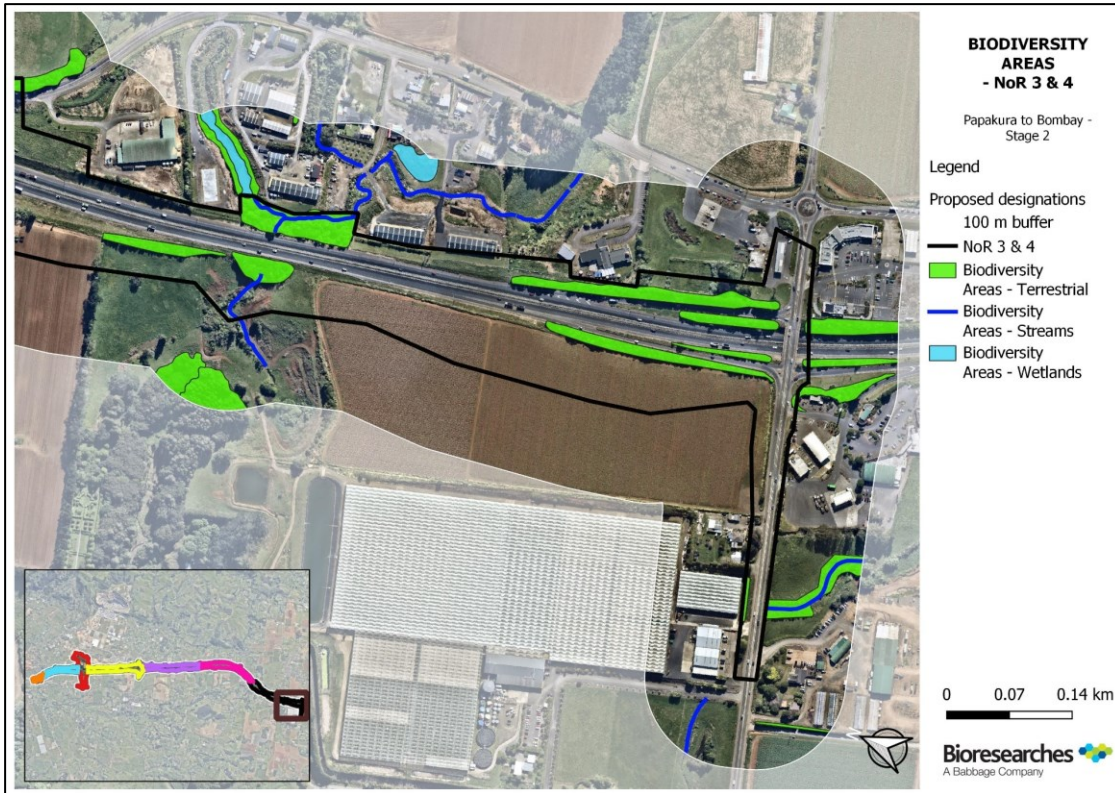 BIODIVERSITY
AREAS
- NoR 3 & 4
Papakura to Bombay -
Stage 2
Legend
Proposed designations
100 m buffer
NoR 3 & 4
Biodiversity
Areas - Terrestrial
Biodiversity
Areas - Streams
Biodiversity
Areas - Wetlands
0 0.07 0.14 km
Bioresearches
A Babbage Company